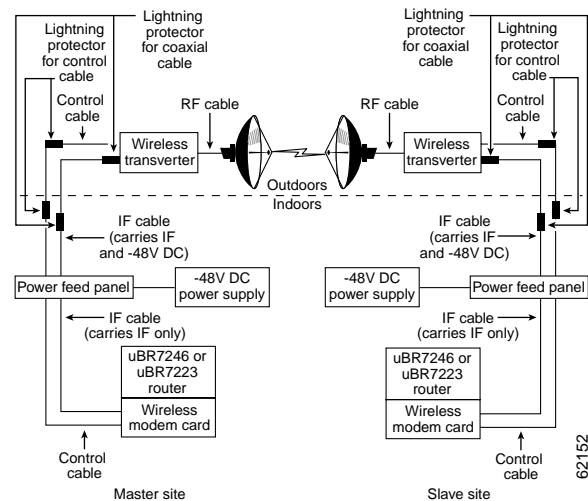 Lightning
protector
for control
cable
Lightning
protector
for coaxial
cable
Control
cable
RF cable
Wireless
transverter
Lightning
protector
for coaxial
cable
Lightning
protector
for control
cable
RF cable
Control
cable
Wireless
transverter
Outdoors
Indoors
IF cable
(carries IF
and -48V DC)
Power feed panel
-48V DC
power supply
IF cable
(carries IF only)
uBR7246 or
uBR7223
router
Wireless
modem card
Control
cable
Master site
IF cable
(carries IF
and -48V DC)
-48V DC
power supply
Power feed panel
IF cable
(carries IF only)
uBR7246 or
uBR7223
router
Wireless
modem card
Control
cable
Slave site
62152